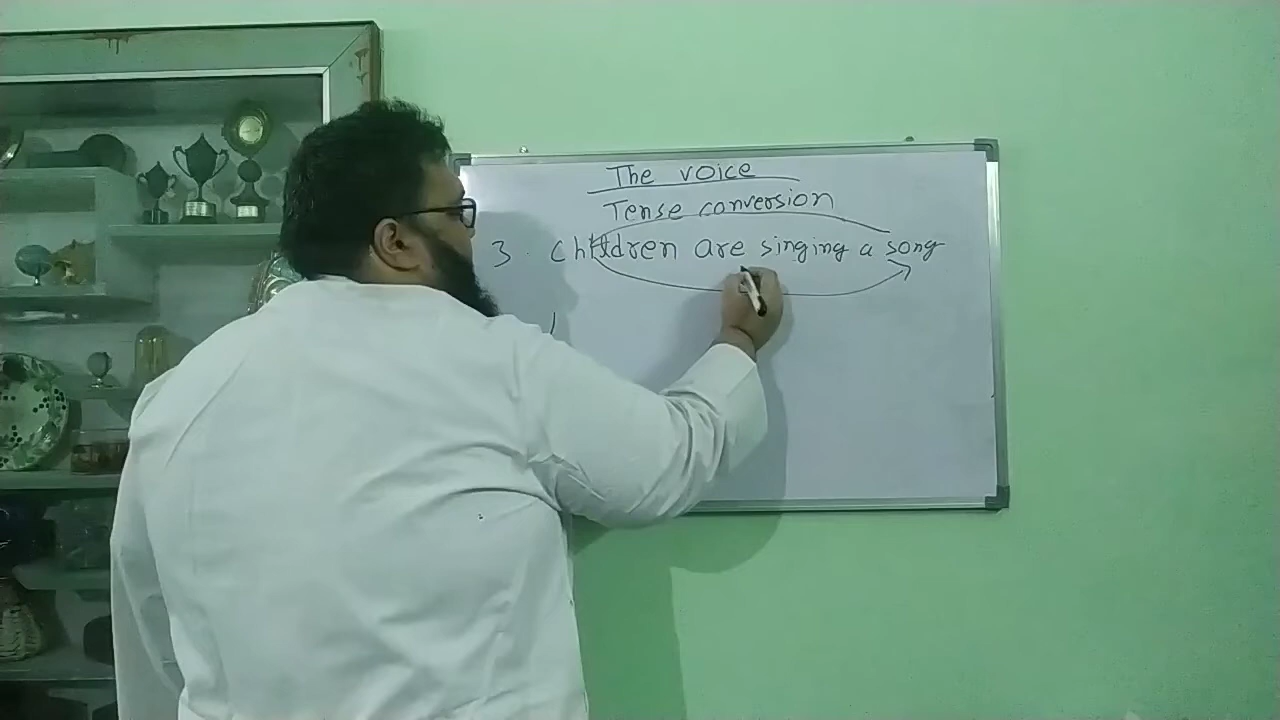 The voice
Tense conversion
3. Children are singing a song